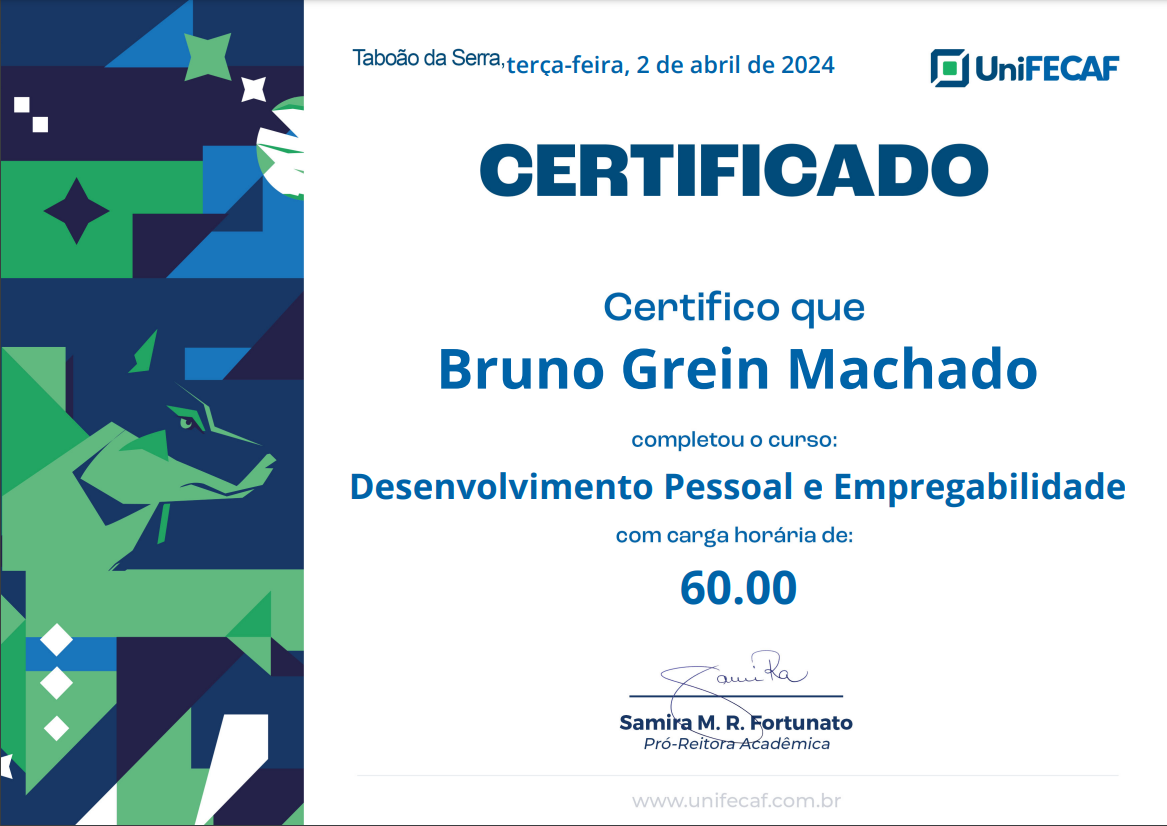 Taboão da Serra, terça-feira, 2 de abril de 2024
UniFECAF
CERTIFICADO
Certifico que
Bruno Grein Machado
completou o curso:
Desenvolvimento Pessoal e Empregabilidade
com carga horária de:
60.00
Samira
Samira M. R. Fortunato
Pró-Reitora Acadêmica
www.unifecaf.com.br